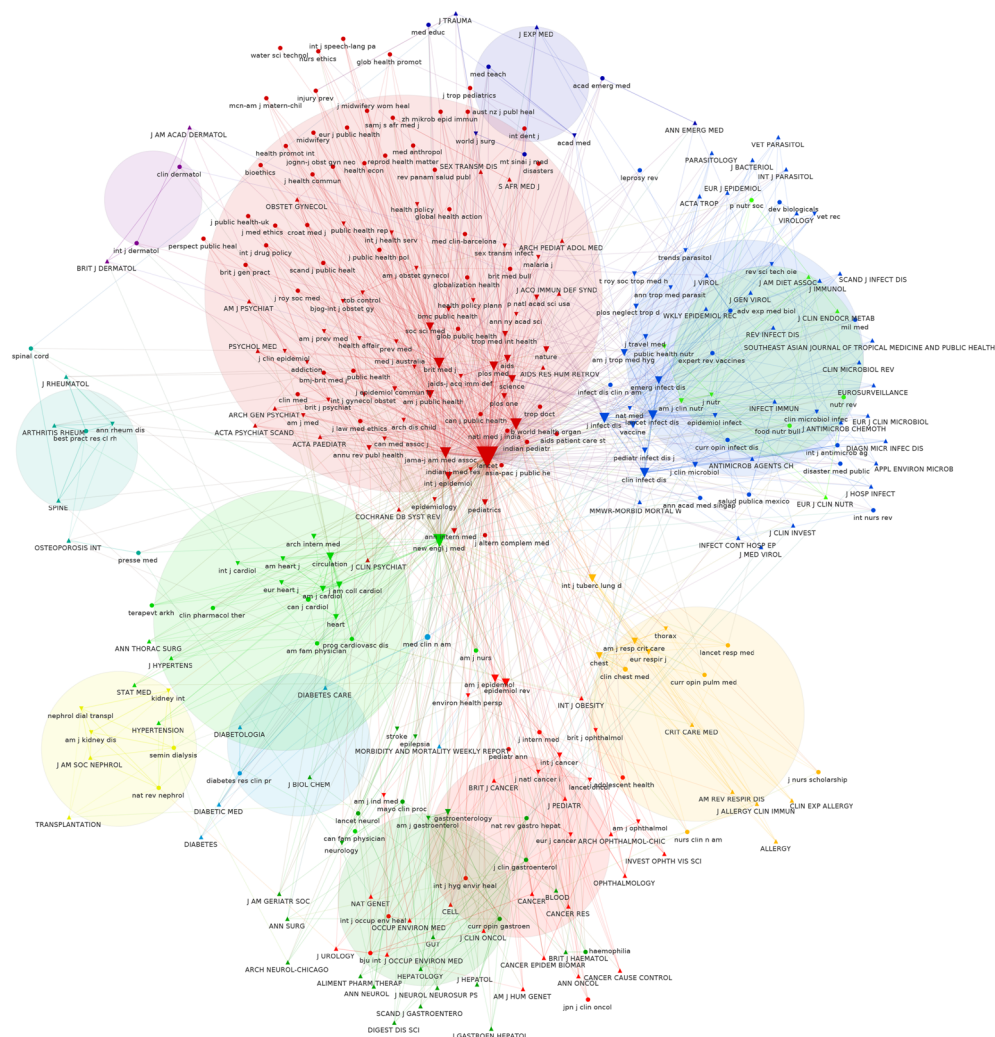 J TRAUMA
med educ
J EXP MED
int j speech-lang pa
water sci technol
nurs ethics
glob health promot
med teach
acad emerg med
injury prev
j trop pediatrics
mcn-am j matern-chil
j midwifery wom heal
aust nz j publ heal
zh mikrob epid immun
samj s afr med j
J AM ACAD DERMATOL
eur j public health
midwifery
int dent j
world j surg
acad med
ANN EMERG MED
VET PARASITOL
health promot int
med anthropol
jognn-j obst gyn neo
reprod health matter
mt sinai j med
PARASITOLOGY
J BACTERIOL
bioethics
health econ
SEX TRANSM DIS
disasters
clin dermatol
leprosy rev
INT J PARASITOL
j health commun
rev panam salud publ
S AFR MED J
EUR J EPIDEMIOL
OBSTET GYNECOL
ACTA TROP
p nutr soc
dev biologicals
health policy
global health action
VIROLOGY
vet rec
j public health-uk
j med ethics
croat med j
public health rep
int j health serv
med clin-barcelona
int j dermatol
perspect public heal
int j drug policy
j public health pol
sex transm infect
ARCH PEDIAT ADOL MED
trends parasitol
BRIT J DERMATOL
brit j gen pract
scand j public healt
am j obstet gynecol
brit med bull
malaria j
t roy soc trop med h
J VIROL
rev sci tech oie
J AM DIET ASSOC
SCAND J INFECT DIS
globalization health
J IMMUNOL
j roy soc med
tob control
J ACQ IMMUN DEF SYND
ann trop med parasit
AM J PSYCHIAT
bjog-int j obstet gy
health policy plann
p natl acad sci usa
plos neglect trop d
J GEN VIROL
adv exp med biol
bmc public health
ann ny acad sci
WKLY EPIDEMIOL REC
J CLIN ENDOCR METAB
soc sci med
glob public health
mil med
am j prev med
trop med int health
REV INFECT DIS
PSYCHOL MED
health affair
prev med
j travel med
SOUTHEAST ASIAN JOURNAL OF TROPICAL MEDICINE AND PUBLIC HEALTH
spinal cord
j clin epidemiol
med j australia
nature
public health nutr
expert rev vaccines
brit med j
aids
am j trop med hyg
addiction
public health
plos med
AIDS RES HUM RETROV
CLIN MICROBIOL REV
J RHEUMATOL
bmj-brit med j
jaids-j acq imm def
science
infect dis clin n am
emerg infect dis
clin med
j epidemiol commun
EUROSURVEILLANCE
int j gynecol obstet
am j public health
plos one
j nutr
nutr rev
brit j psychiat
trop doct
nat med
am j clin nutr
INFECT IMMUN
ARCH GEN PSYCHIAT
am j med
can j public health
infect dis
lancet infect dis
epidemiol infect
clin microbiol infec
EUR J CLIN MICROBIOL
ARTHRITIS RHEUM
ann rheum dis
ACTA PSYCHIAT SCAND
j law med ethics
arch dis child
b world health organ
food nutr bull
J ANTIMICROB CHEMOTH
best pract res cl rh
natl med j india
aids patient care st
vaccine
ACTA PAEDIATR
can med assoc j
indian pediatr
curr opin infect dis
DIAGN MICR INFEC DIS
annu rev publ health
jama-j am med assoc
lancet
pediatr infect dis j
int j antimicrob ag
indian j med res
asia-pac j public he
j clin microbiol
ANTIMICROB AGENTS CH
disaster med public
APPL ENVIRON MICROB
int j epidemiol
clin infect dis
J HOSP INFECT
SPINE
epidemiology
pediatrics
ann acad med singap
salud publica mexico
EUR J CLIN NUTR
COCHRANE DB SYST REV
MMWR-MORBID MORTAL W
int nurs rev
OSTEOPOROSIS INT
arch intern med
ann intern med
j altern complem med
J CLIN INVEST
new engl j med
INFECT CONT HOSP EP
J MED VIROL
presse med
circulation
J CLIN PSYCHIAT
int j cardiol
am heart j
eur heart j
j am coll cardiol
am j cardiol
int j tuberc lung d
can j cardiol
terapevt arkh
clin pharmacol ther
heart
thorax
prog cardiovasc dis
med clin n am
ANN THORAC SURG
am fam physician
am j nurs
am j resp crit care
lancet resp med
J HYPERTENS
chest
eur respir j
clin chest med
curr opin pulm med
STAT MED
kidney int
DIABETES CARE
am j epidemiol
epidemiol rev
environ health persp
INT J OBESITY
nephrol dial transpl
HYPERTENSION
DIABETOLOGIA
stroke
am j kidney dis
epilepsia
j intern med
brit j ophthalmol
CRIT CARE MED
semin dialysis
MORBIDITY AND MORTALITY WEEKLY REPORT
pediatr ann
J AM SOC NEPHROL
int j cancer
diabetes res clin pr
J BIOL CHEM
j natl cancer i
lancet oncol
j adolescent health
j nurs scholarship
nat rev nephrol
BRIT J CANCER
am j ind med
mayo clin proc
J PEDIATR
AM REV RESPIR DIS
CLIN EXP ALLERGY
DIABETIC MED
lancet neurol
gastroenterology
J ALLERGY CLIN IMMUN
TRANSPLANTATION
am j gastroenterol
nat rev gastro hepat
am j ophthalmol
can fam physician
eur j cancer
ARCH OPHTHALMOL-CHIC
nurs clin n am
DIABETES
neurology
ALLERGY
j clin gastroenterol
INVEST OPHTH VIS SCI
int j hyg envir heal
OPHTHALMOLOGY
J AM GERIATR SOC
NAT GENET
CANCER
BLOOD
CELL
CANCER RES
ANN SURG
int j occup env heal
OCCUP ENVIRON MED
curr opin gastroen
GUT
J CLIN ONCOL
J UROLOGY
bju int
J OCCUP ENVIRON MED
haemophilia
BRIT J HAEMATOL
ARCH NEUROL-CHICAGO
CANCER EPIDEM BIOMAR
HEPATOLOGY
CANCER CAUSE CONTROL
ALIMENT PHARM THERAP
J HEPATOL
ANN ONCOL
ANN NEUROL
J NEUROL NEUROSUR PS
AM J HUM GENET
jpn j clin oncol
SCAND J GASTROENTERO
DIGEST DIS SCI
J GASTROEN HEPATOL